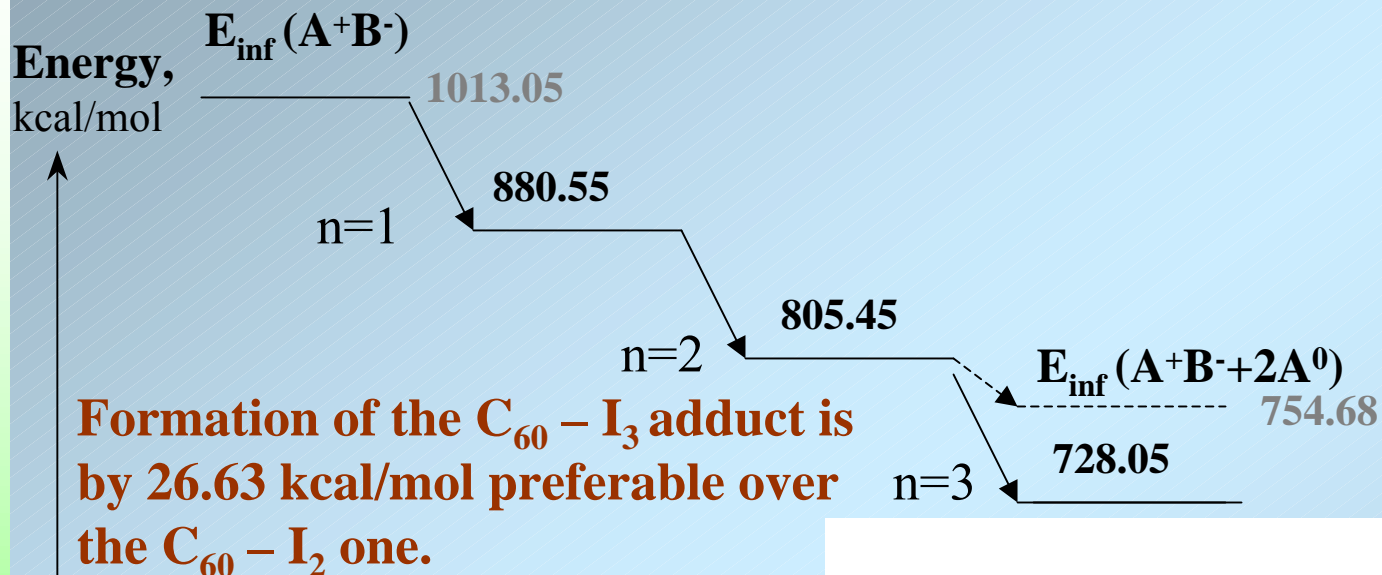 E_inf (A⁺B⁻)
Energy,
kcal/mol
1013.05
880.55
n=1
805.45
n=2
E_inf (A⁺B⁻+2A⁰)
754.68
Formation of the C₆₀ – I₃ adduct is
by 26.63 kcal/mol preferable over
the C₆₀ – I₂ one.
728.05
n=3